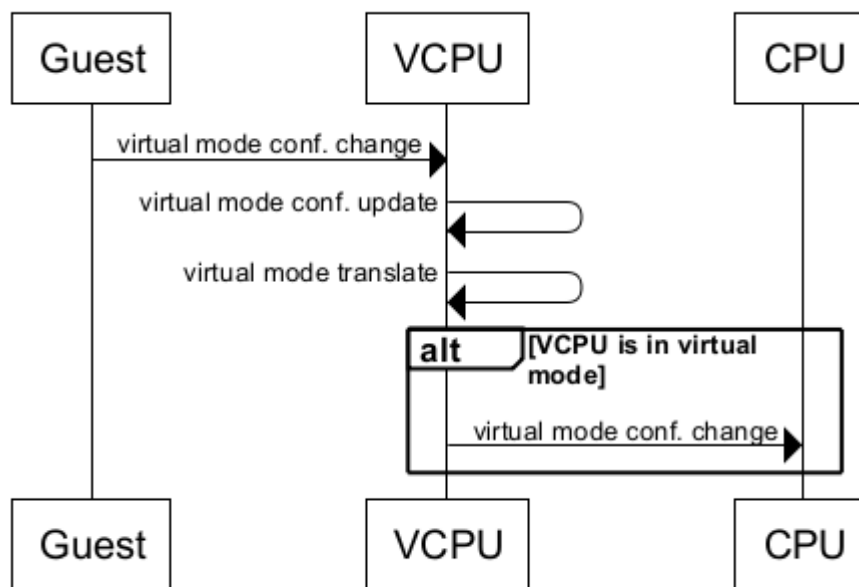 Guest VCPU CPU
virtual mode conf. change
virtual mode conf. update
virtual mode translate
alt [VCPU is in virtual
mode]
virtual mode conf. change
Guest VCPU CPU